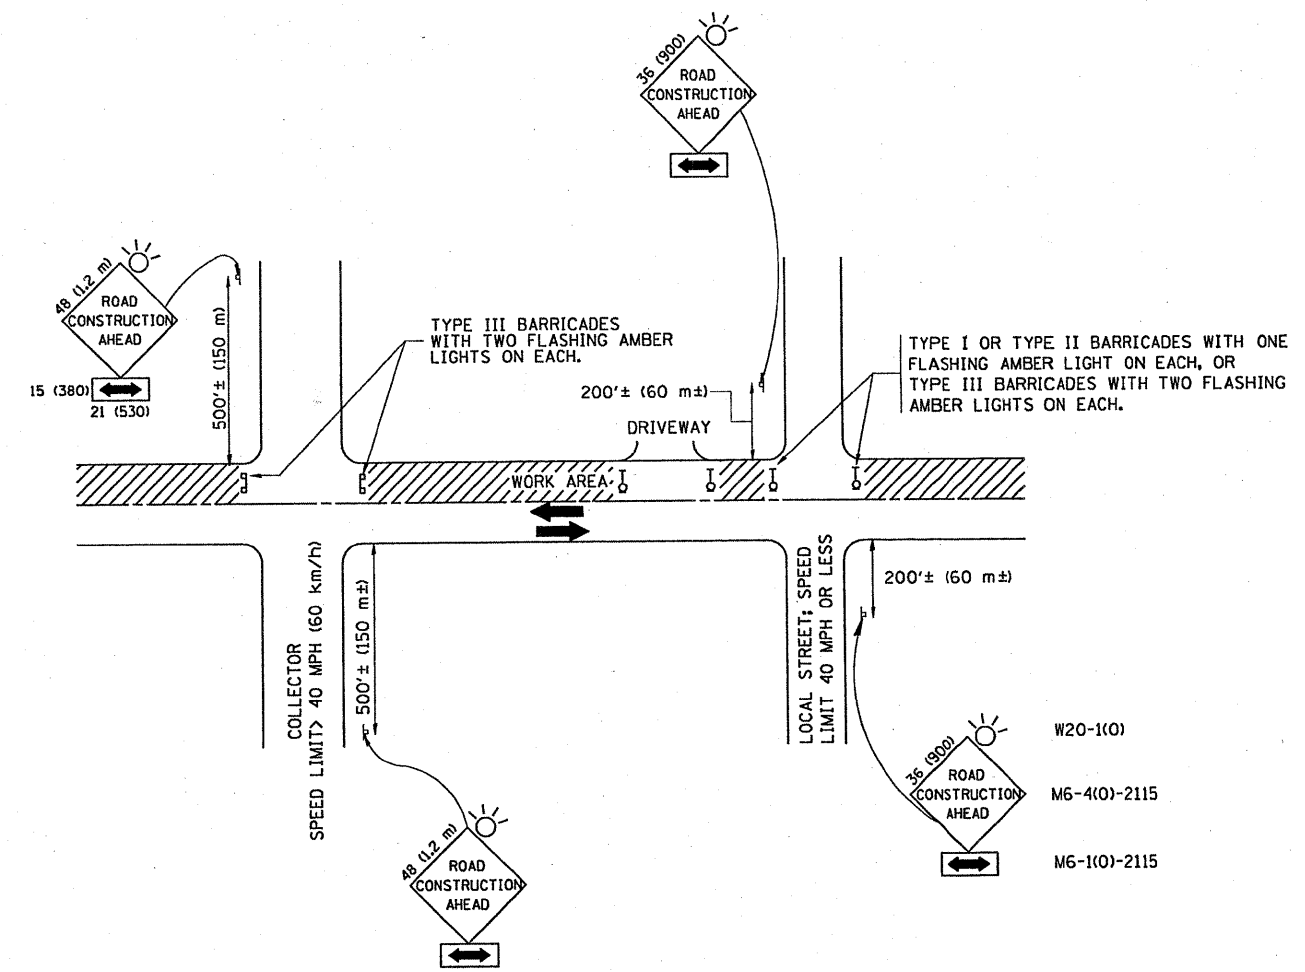 36 (900)
ROAD
CONSTRUCTION
AHEAD
48 (1.2 m)
ROAD
CONSTRUCTION
AHEAD
15 (380)
21 (530)
500'± (150 m)
TYPE III BARRICADES
WITH TWO FLASHING AMBER
LIGHTS ON EACH.
200'± (60 m±)
DRIVEWAY
TYPE I OR TYPE II BARRICADES WITH ONE
FLASHING AMBER LIGHT ON EACH, OR
TYPE III BARRICADES WITH TWO FLASHING
AMBER LIGHTS ON EACH.
WORK AREA
COLLECTOR
SPEED LIMIT> 40 MPH (60 km/h)
500'± (150 m±)
LOCAL STREET; SPEED
LIMIT 40 MPH OR LESS
200'± (60 m±)
48 (1.2 m)
ROAD
CONSTRUCTION
AHEAD
36 (900)
ROAD
CONSTRUCTION
AHEAD
W20-1(O)
M6-4(O)-2115
M6-1(O)-2115